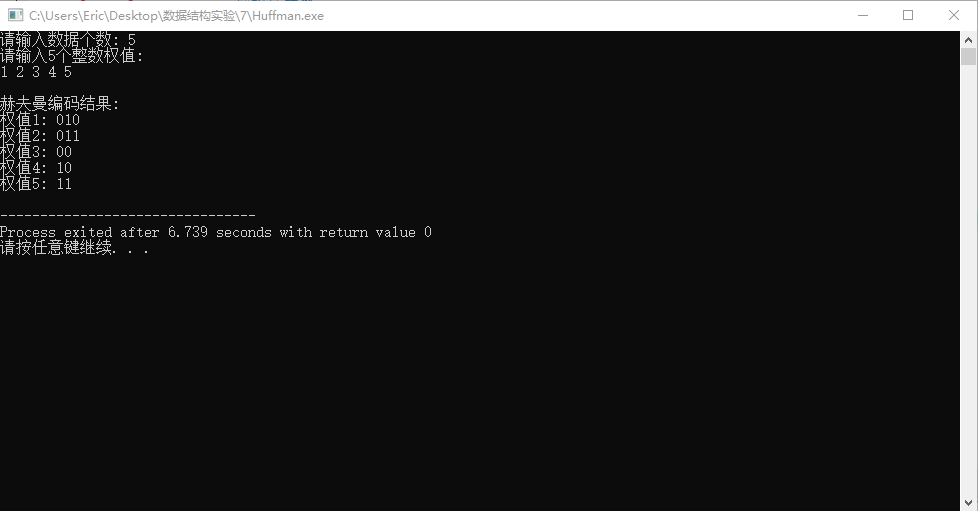 C:\Users\Eric\Desktop\数据结构实验\7\Huffman.exe
请输入数据个数: 5
请输入5个整数权值:
1 2 3 4 5
赫夫曼编码结果:
权值1: 010
权值2: 011
权值3: 00
权值4: 10
权值5: 11
--------------------------------
Process exited after 6.739 seconds with return value 0
请按任意键继续. . .